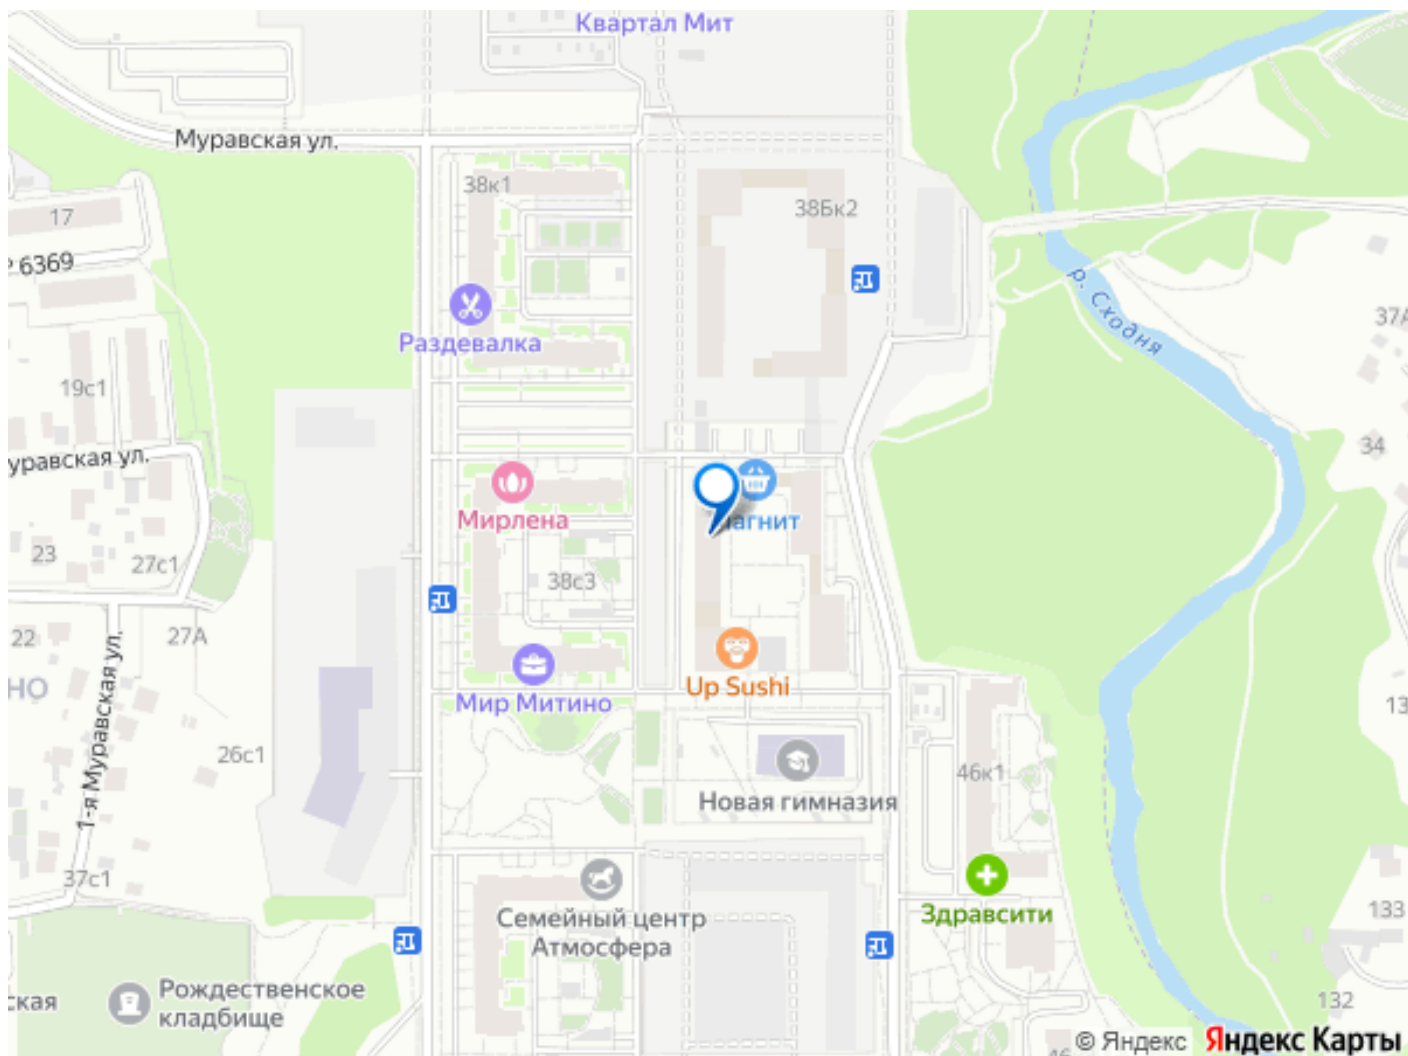 Квартал Мит
Муравская ул.
38к1
17
38Бк2
Р 6369
р. Сходня
37А
Раздевалка
19с1
34
уравская ул.
Мирлена
агнит
23
27с1
38с3
22
27А
НО
1-я Муравская ул.
Up Sushi
Мир Митино
13
26с1
46к1
Новая гимназия
37с1
Семейный центр
Атмосфера
Здравсити
133
ская
Рождественское
кладбище
132
46
© Яндекс Яндекс Карты